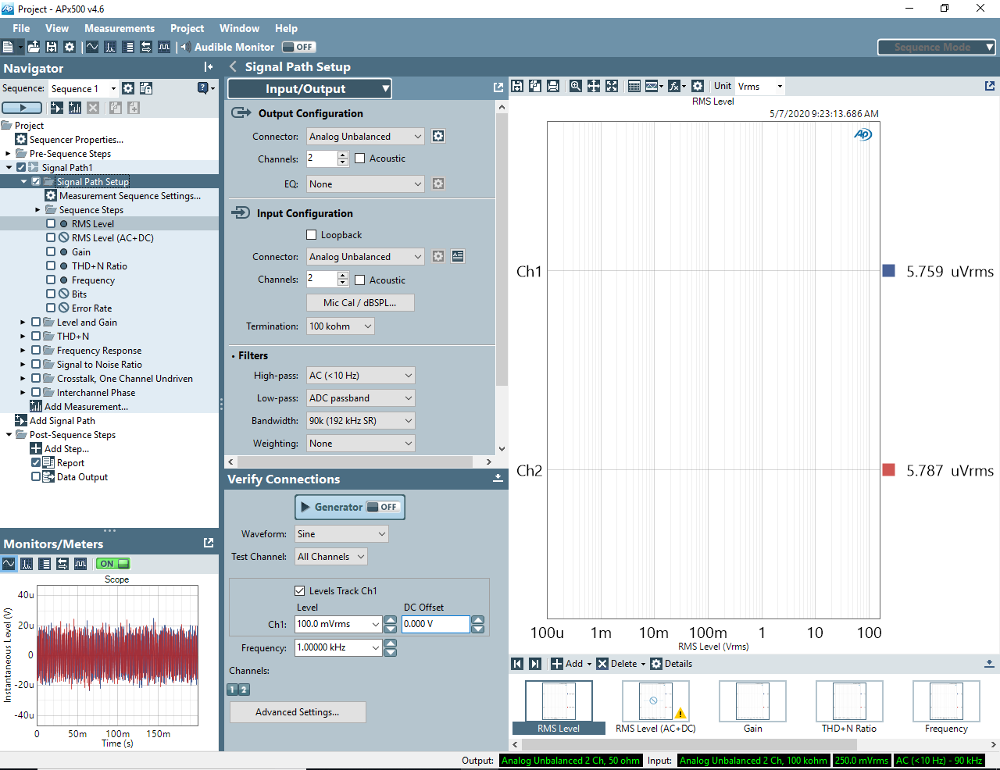 Project - APx500 v4.6
File View Measurements Project Window Help
Audible Monitor OFF
Sequence Mode
Navigator
Sequence: Sequence 1
Project
Sequencer Properties...
Pre-Sequence Steps
Signal Path1
Signal Path Setup
Measurement Sequence Settings...
Sequence Steps
RMS Level
RMS Level (AC+DC)
Gain
THD+N Ratio
Frequency
Bits
Error Rate
Level and Gain
THD+N
Frequency Response
Signal to Noise Ratio
Crosstalk, One Channel Undriven
Interchannel Phase
Add Measurement...
Add Signal Path
Post-Sequence Steps
Add Step...
Report
Data Output
Monitors/Meters
ON
Scope
Instantaneous Level (V)
40u
20u
0
-20u
-40u
0 50m 100m 150m
Time (s)
Signal Path Setup
Input/Output
Output Configuration
Connector: Analog Unbalanced
Channels: 2 Acoustic
EQ: None
Input Configuration
Loopback
Connector: Analog Unbalanced
Channels: 2 Acoustic
Mic Cal / dBSPL...
Termination: 100 kohm
Filters
High-pass: AC (<10 Hz)
Low-pass: ADC passband
Bandwidth: 90k (192 kHz SR)
Weighting: None
Verify Connections
Generator OFF
Waveform: Sine
Test Channel: All Channels
Levels Track Ch1
Level DC Offset
Ch1: 100.0 mVrms 0.000 V
Frequency: 1.00000 kHz
Channels:
1 2
Advanced Settings...
Unit Vrms
RMS Level
5/7/2020 9:23:13.686 AM
AP
Ch1 5.759 uVrms
Ch2 5.787 uVrms
100u 1m 10m 100m 1 10 100
RMS Level (Vrms)
Add Delete Details
RMS Level RMS Level (AC+DC) Gain THD+N Ratio Frequency
Output: Analog Unbalanced 2 Ch, 50 ohm Input: Analog Unbalanced 2 Ch, 100 kohm 250.0 mVrms AC (<10 Hz) - 90 kHz